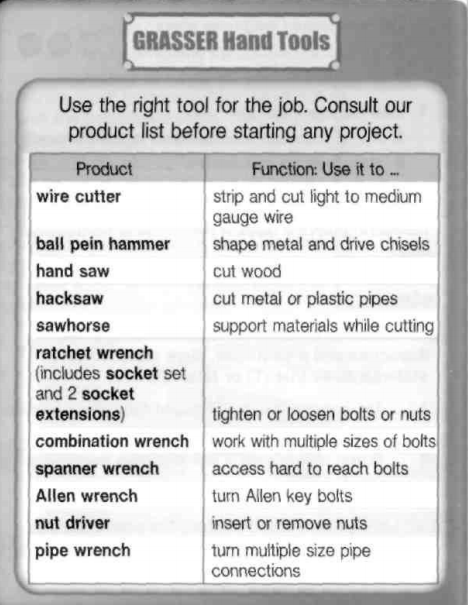 GRASSER Hand Tools
Use the right tool for the job. Consult our
product list before starting any project.
Product Function: Use it to ...
wire cutter strip and cut light to medium
gauge wire
ball pein hammer shape metal and drive chisels
hand saw cut wood
hacksaw cut metal or plastic pipes
sawhorse support materials while cutting
ratchet wrench
(includes socket set
and 2 socket
extensions) tighten or loosen bolts or nuts
combination wrench work with multiple sizes of bolts
spanner wrench access hard to reach bolts
Allen wrench turn Allen key bolts
nut driver insert or remove nuts
pipe wrench turn multiple size pipe
connections